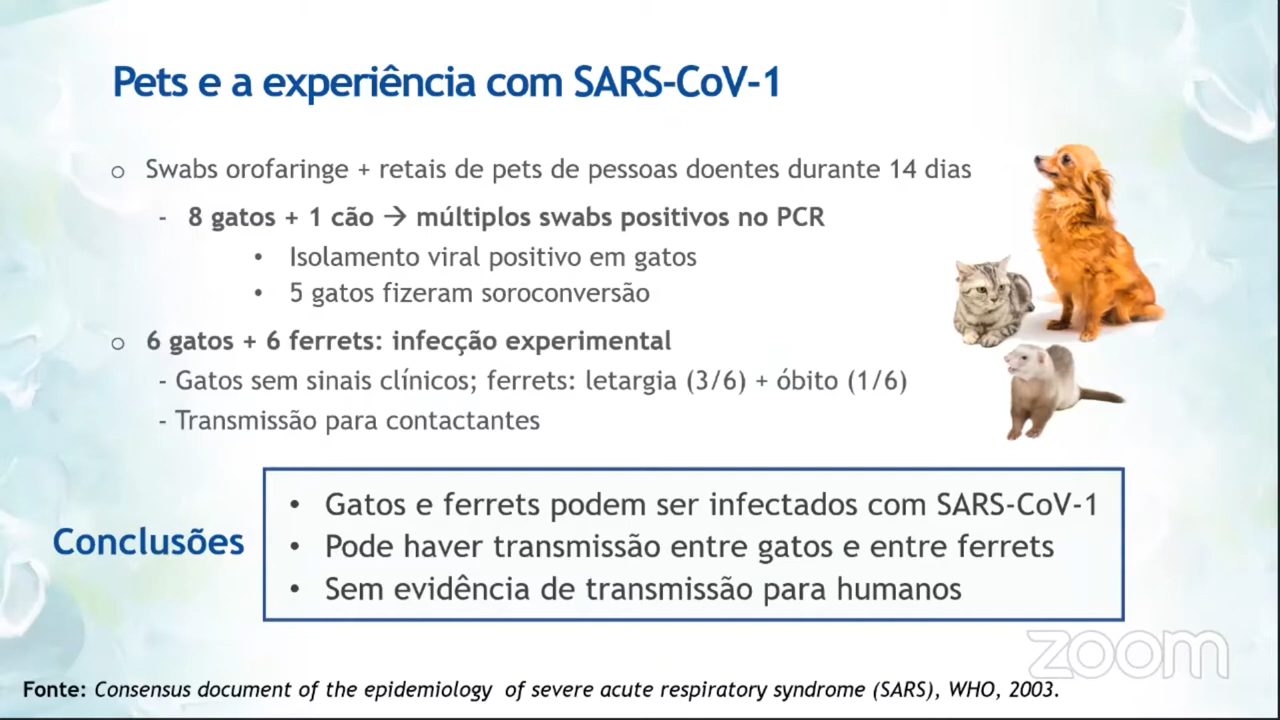 Pets e a experiência com SARS-CoV-1
o Swabs orofaringe + retais de pets de pessoas doentes durante 14 dias
- 8 gatos + 1 cão → múltiplos swabs positivos no PCR
• Isolamento viral positivo em gatos
• 5 gatos fizeram soroconversão
o 6 gatos + 6 ferrets: infecção experimental
- Gatos sem sinais clínicos; ferrets: letargia (3/6) + óbito (1/6)
- Transmissão para contactantes
Conclusões
• Gatos e ferrets podem ser infectados com SARS-CoV-1
• Pode haver transmissão entre gatos e entre ferrets
• Sem evidência de transmissão para humanos
zoom
Fonte: Consensus document of the epidemiology of severe acute respiratory syndrome (SARS), WHO, 2003.